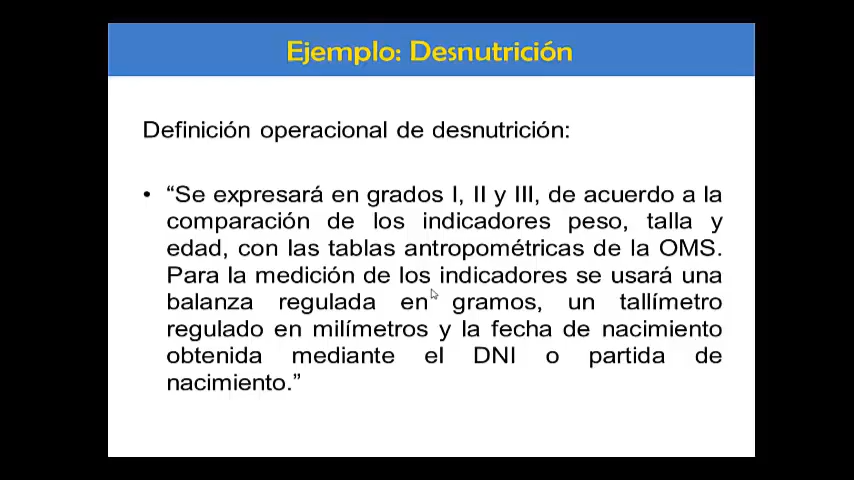 Ejemplo: Desnutrición
Definición operacional de desnutrición:
• “Se expresará en grados I, II y III, de acuerdo a la
comparación de los indicadores peso, talla y
edad, con las tablas antropométricas de la OMS.
Para la medición de los indicadores se usará una
balanza regulada en gramos, un tallímetro
regulado en milímetros y la fecha de nacimiento
obtenida mediante el DNI o partida de
nacimiento.”